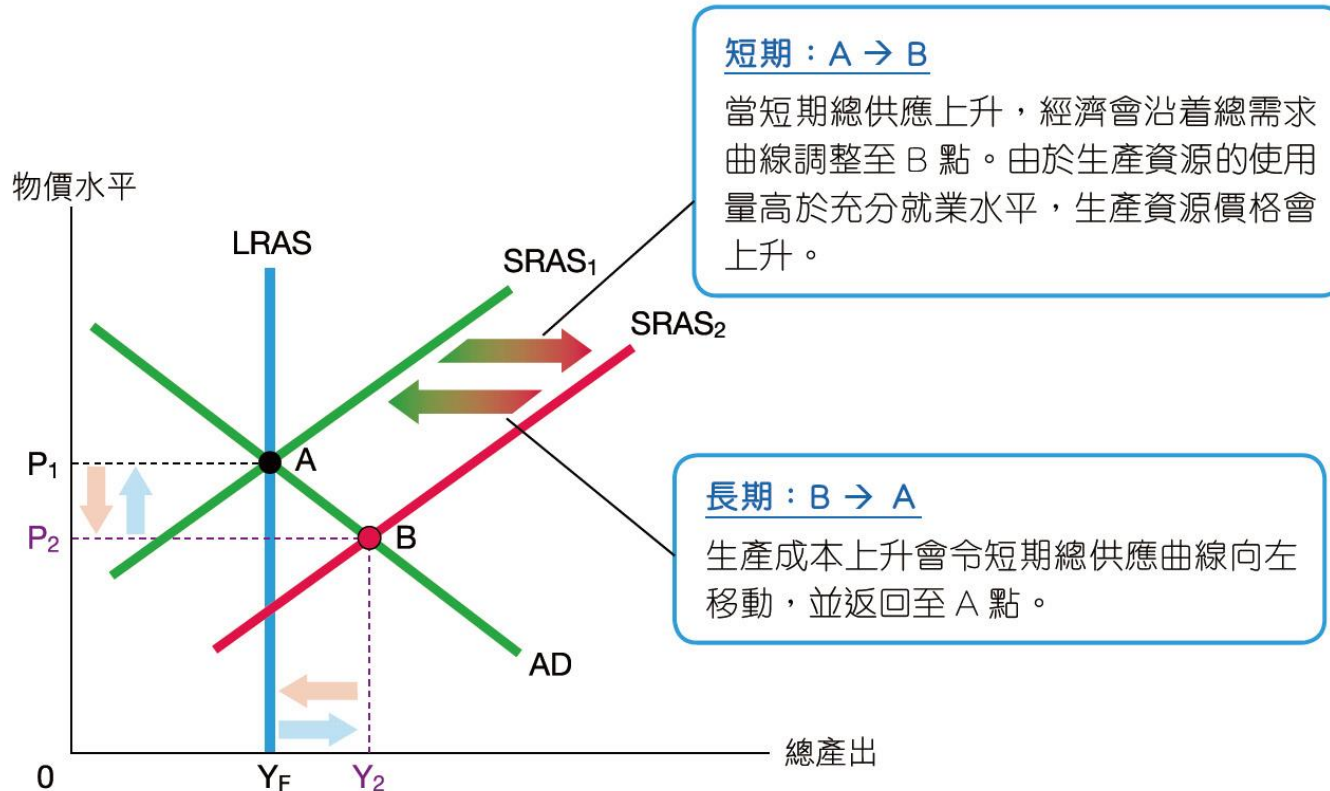 短期：A → B
當短期總供應上升，經濟會沿着總需求
曲線調整至 B 點。由於生產資源的使用
量高於充分就業水平，生產資源價格會
上升。
物價水平
LRAS
SRAS₁
SRAS₂
P₁
A
P₂
B
長期：B → A
生產成本上升會令短期總供應曲線向左
移動，並返回至 A 點。
AD
總產出
0
Y_F
Y₂